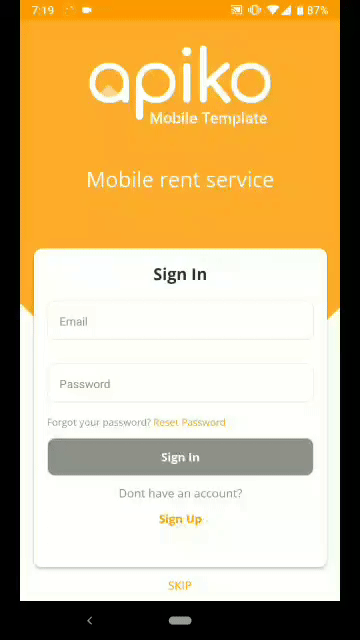 7:19
87%
apiko
Mobile Template
Mobile rent service
Sign In
Email
Password
Forgot your password? Reset Password
Sign In
Dont have an account?
Sign Up
SKIP